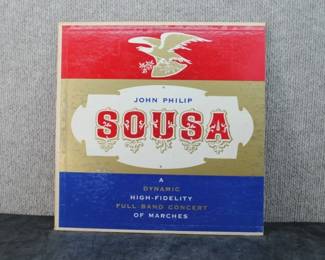 JOHN PHILIP
SOUSA
A
DYNAMIC
HIGH-FIDELITY
FULL BAND CONCERT
OF MARCHES